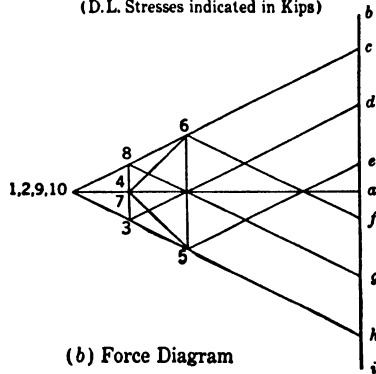 (D.L. Stresses indicated in Kips)
b
c
6
d
8
e
1,2,9,10
4
a
7
f
3
5
g
h
(b) Force Diagram
i